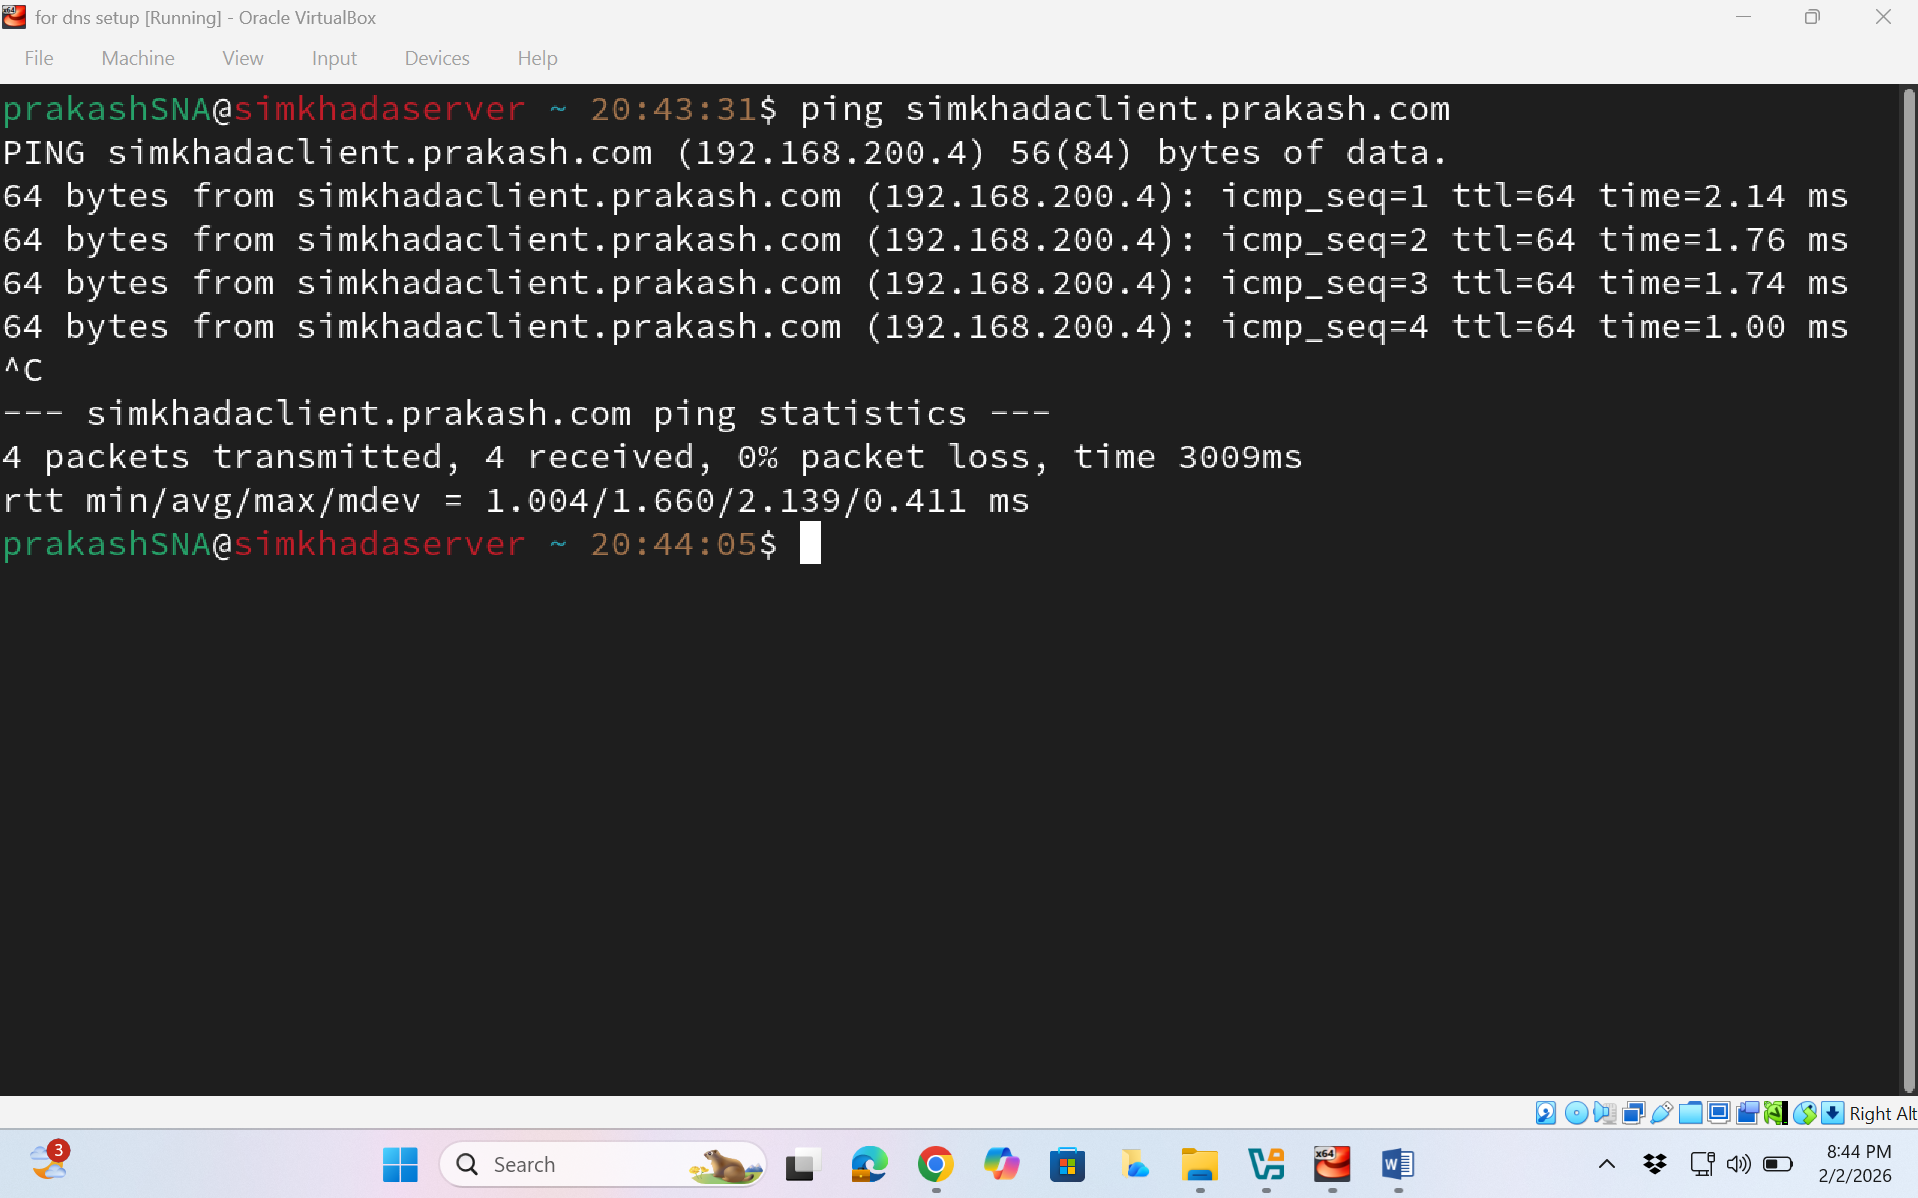 for dns setup [Running] - Oracle VirtualBox
File Machine View Input Devices Help
prakashSNA@simkhadaserver ~ 20:43:31$ ping simkhadaclient.prakash.com
PING simkhadaclient.prakash.com (192.168.200.4) 56(84) bytes of data.
64 bytes from simkhadaclient.prakash.com (192.168.200.4): icmp_seq=1 ttl=64 time=2.14 ms
64 bytes from simkhadaclient.prakash.com (192.168.200.4): icmp_seq=2 ttl=64 time=1.76 ms
64 bytes from simkhadaclient.prakash.com (192.168.200.4): icmp_seq=3 ttl=64 time=1.74 ms
64 bytes from simkhadaclient.prakash.com (192.168.200.4): icmp_seq=4 ttl=64 time=1.00 ms
^C
--- simkhadaclient.prakash.com ping statistics ---
4 packets transmitted, 4 received, 0% packet loss, time 3009ms
rtt min/avg/max/mdev = 1.004/1.660/2.139/0.411 ms
prakashSNA@simkhadaserver ~ 20:44:05$
Right Alt
3
Search
x64
W
8:44 PM
2/2/2026